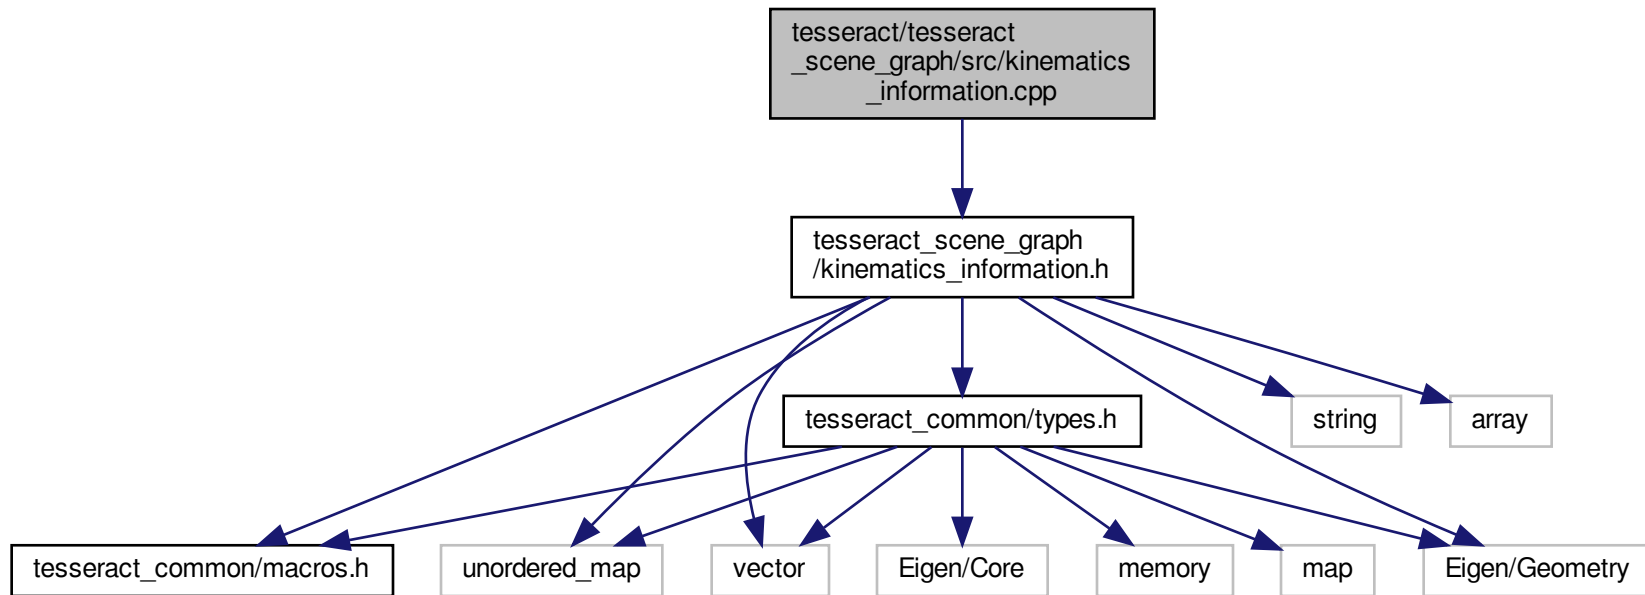 tesseract/tesseract
_scene_graph/src/kinematics
_information.cpp
tesseract_scene_graph
/kinematics_information.h
tesseract_common/types.h
string
array
tesseract_common/macros.h
unordered_map
vector
Eigen/Core
memory
map
Eigen/Geometry